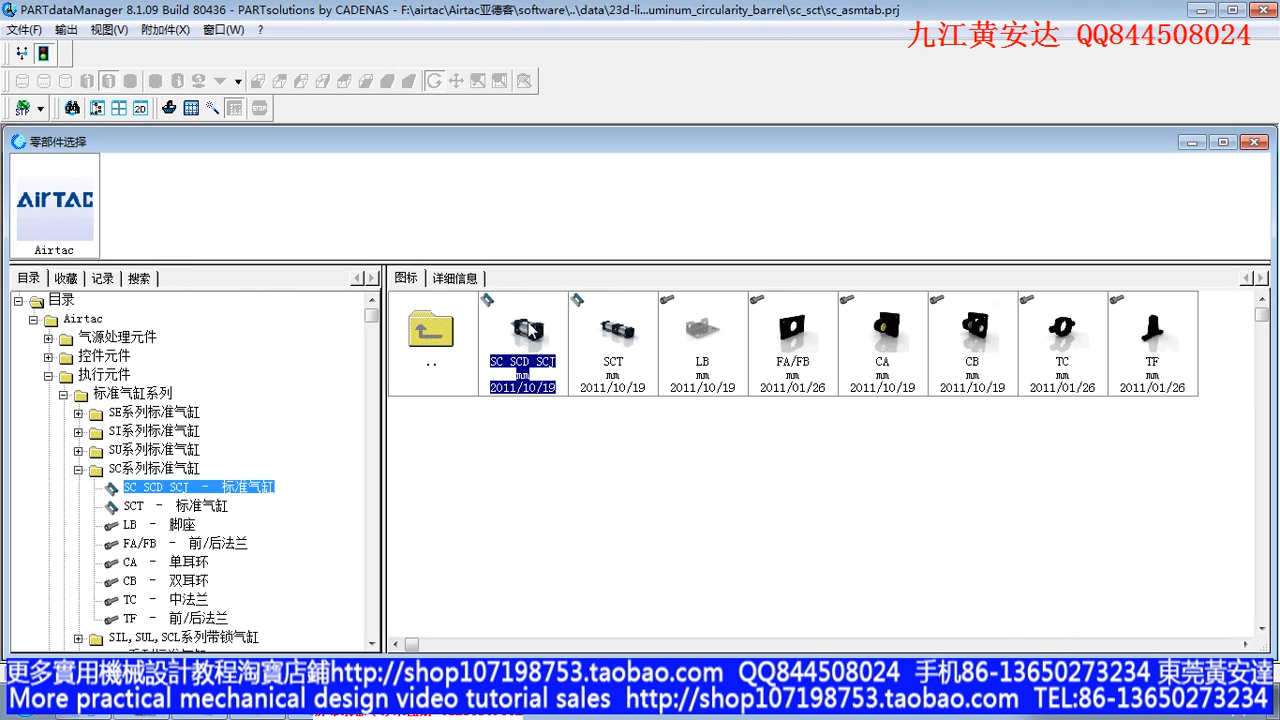 PARTdataManager 8.1.09 Build 80436 - PARTsolutions by CADENAS - F:\airtac\Airtac亚德客\software\..\data\23d-li...uminum_circularity_barrel\sc_sct\sc_asmtab.prj
文件(F) 输出 视图(V) 附加件(X) 窗口(W) ?
九江黄安达 QQ844508024
STP 2D STOP
零部件选择
AirTAC
Airtac
目录 收藏 记录 搜索
图标 详细信息
目录
Airtac
气源处理元件
控件元件
执行元件
标准气缸系列
SE系列标准气缸
SI系列标准气缸
SU系列标准气缸
SC系列标准气缸
SC SCD SCJ - 标准气缸
SCT - 标准气缸
LB - 脚座
FA/FB - 前/后法兰
CA - 单耳环
CB - 双耳环
TC - 中法兰
TF - 前/后法兰
SIL,SUL,SCL系列带锁气缸
..
SC SCD SCJ
mm
2011/10/19
SCT
mm
2011/10/19
LB
mm
2011/10/19
FA/FB
mm
2011/01/26
CA
mm
2011/10/19
CB
mm
2011/10/19
TC
mm
2011/01/26
TF
mm
2011/01/26
更多實用機械設計教程淘寶店鋪http://shop107198753.taobao.com QQ844508024 手机86-13650273234 東莞黃安達
More practical mechanical design video tutorial sales http://shop107198753.taobao.com TEL:86-13650273234